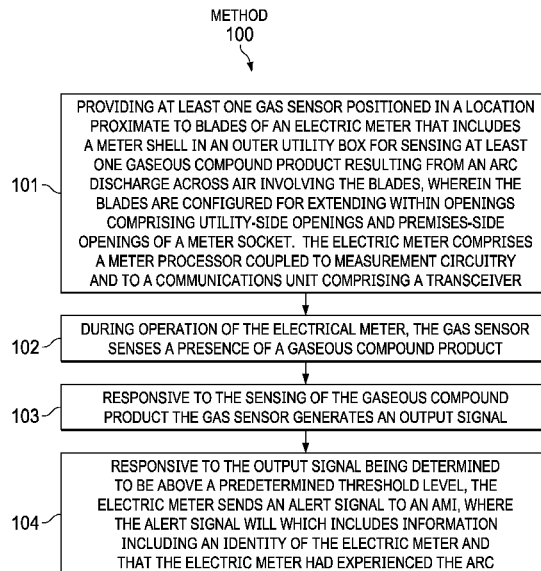 METHOD
100
101
PROVIDING AT LEAST ONE GAS SENSOR POSITIONED IN A LOCATION
PROXIMATE TO BLADES OF AN ELECTRIC METER THAT INCLUDES
A METER SHELL IN AN OUTER UTILITY BOX FOR SENSING AT LEAST
ONE GASEOUS COMPOUND PRODUCT RESULTING FROM AN ARC
DISCHARGE ACROSS AIR INVOLVING THE BLADES, WHEREIN THE
BLADES ARE CONFIGURED FOR EXTENDING WITHIN OPENINGS
COMPRISING UTILITY-SIDE OPENINGS AND PREMISES-SIDE
OPENINGS OF A METER SOCKET. THE ELECTRIC METER COMPRISES
A METER PROCESSOR COUPLED TO MEASUREMENT CIRCUITRY
AND TO A COMMUNICATIONS UNIT COMPRISING A TRANSCEIVER
102
DURING OPERATION OF THE ELECTRICAL METER, THE GAS SENSOR
SENSES A PRESENCE OF A GASEOUS COMPOUND PRODUCT
103
RESPONSIVE TO THE SENSING OF THE GASEOUS COMPOUND
PRODUCT THE GAS SENSOR GENERATES AN OUTPUT SIGNAL
104
RESPONSIVE TO THE OUTPUT SIGNAL BEING DETERMINED
TO BE ABOVE A PREDETERMINED THRESHOLD LEVEL, THE
ELECTRIC METER SENDS AN ALERT SIGNAL TO AN AMI, WHERE
THE ALERT SIGNAL WILL WHICH INCLUDES INFORMATION
INCLUDING AN IDENTITY OF THE ELECTRIC METER AND
THAT THE ELECTRIC METER HAD EXPERIENCED THE ARC